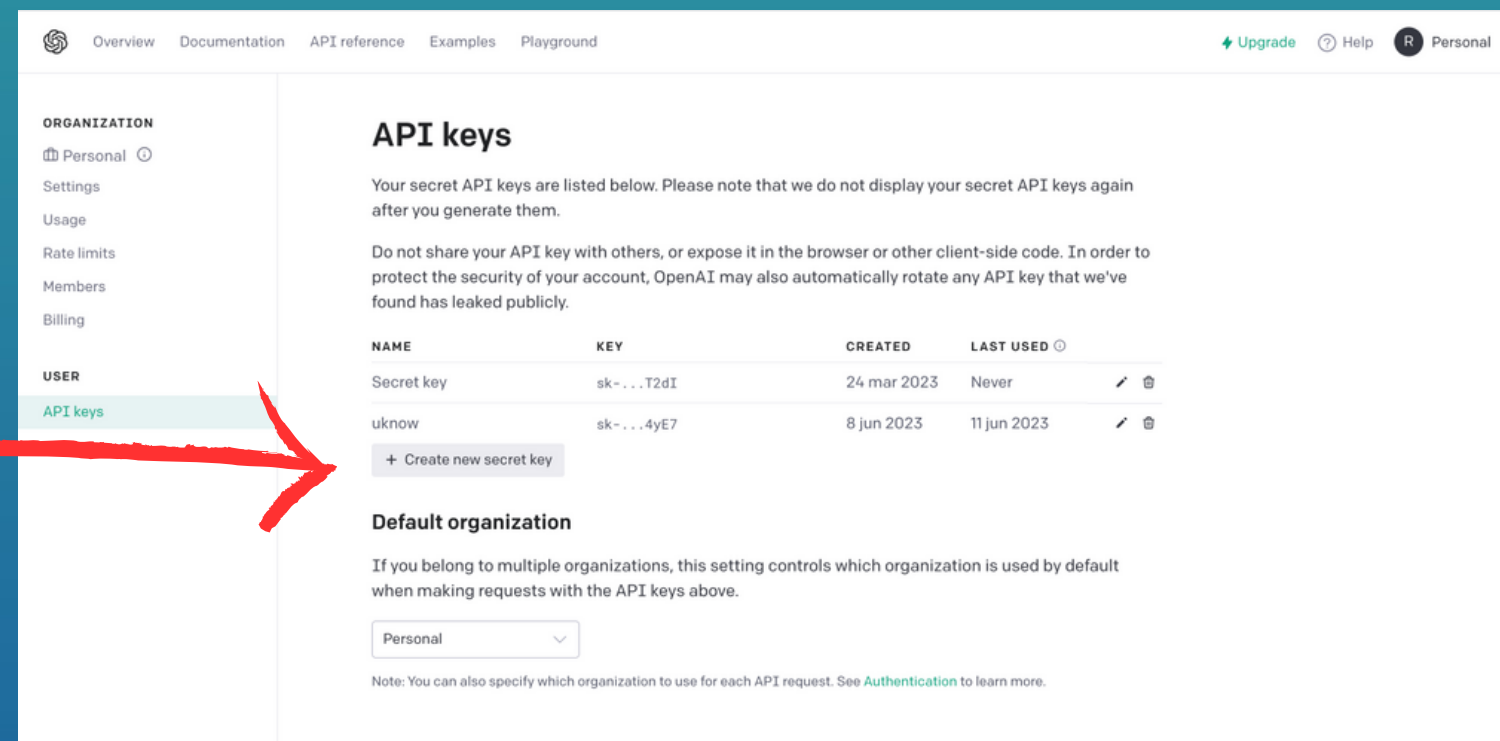 Overview Documentation API reference Examples Playground
Upgrade Help R Personal
ORGANIZATION
Personal
Settings
Usage
Rate limits
Members
Billing
USER
API keys
API keys
Your secret API keys are listed below. Please note that we do not display your secret API keys again
after you generate them.
Do not share your API key with others, or expose it in the browser or other client-side code. In order to
protect the security of your account, OpenAI may also automatically rotate any API key that we've
found has leaked publicly.
NAME KEY CREATED LAST USED
Secret key sk-...T2dI 24 mar 2023 Never
uknow sk-...4yE7 8 jun 2023 11 jun 2023
+ Create new secret key
Default organization
If you belong to multiple organizations, this setting controls which organization is used by default
when making requests with the API keys above.
Personal
Note: You can also specify which organization to use for each API request. See Authentication to learn more.